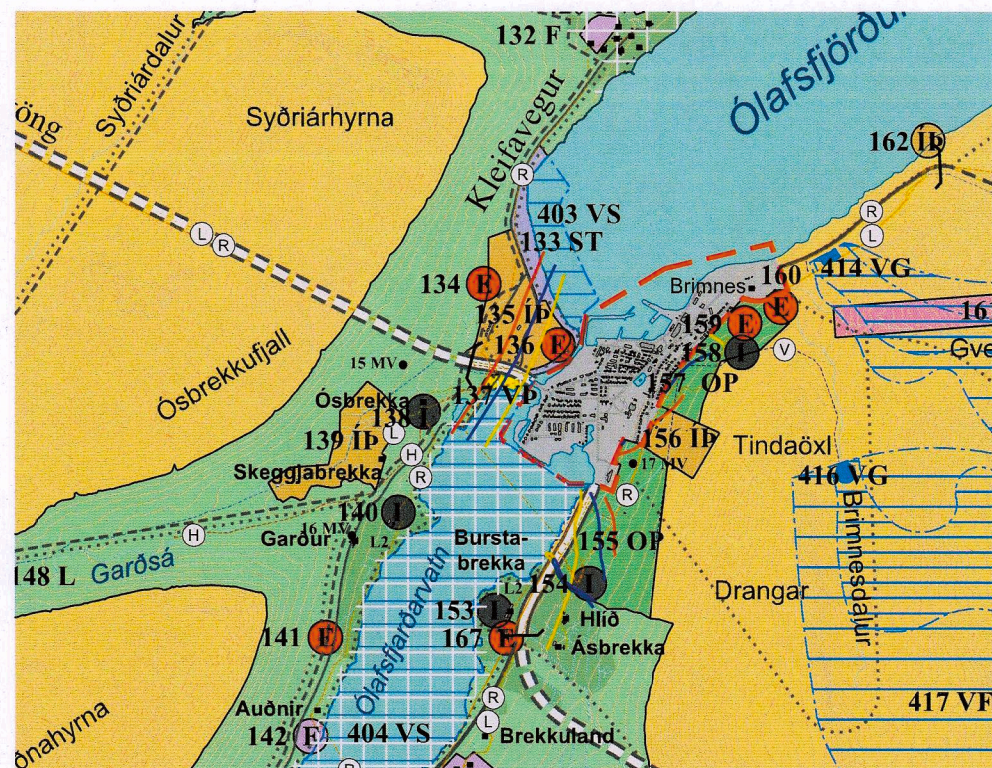 132 F
Ólafsfjörðu
Syðriárdalur
Syðriárhyrna
öng
Kleifavegur
162 ÍÞ
R
R
L
L
R
403 VS
133 ST
414 VG
160
Brimnes
134 E
E
135 ÍÞ
159 E
16
136 E
158 I
V
Gve
15 MV
137 VÞ
157 OP
Ósbrekkufjall
Ósbrekka
138 I
139 ÍÞ
L
156 ÍÞ
Tindaöxl
H
17 MV
Skeggjabrekka
R
R
416 VG
Brimnesdalur
140 I
16 MV
L2
Garður
H
Bursta-
brekka
155 OP
148 L
Garðsá
Ólafsfjarðarvatn
154 I
L2
Drangar
153 I
Hlíð
141 E
167
Ásbrekka
R
417 VF
Auðnir
L
142 F
404 VS
Brekkuland
ðnahyrna
R